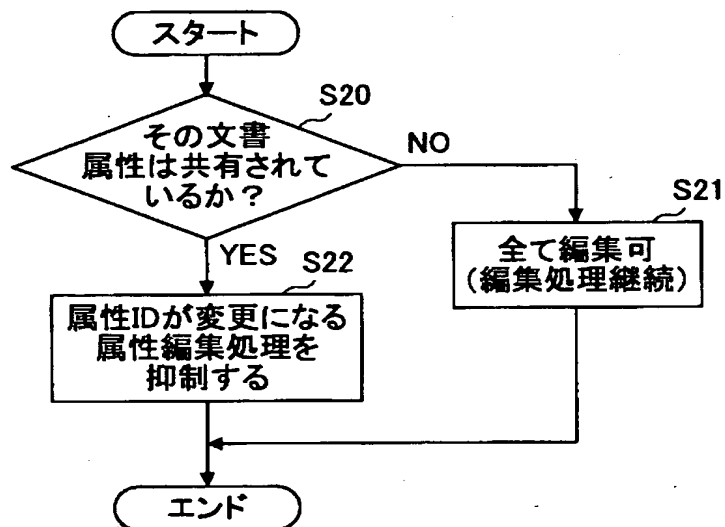 スタート
S20
その文書
属性は共有されて
いるか？
NO
S21
全て編集可
（編集処理継続）
YES
S22
属性IDが変更になる
属性編集処理を
抑制する
エンド